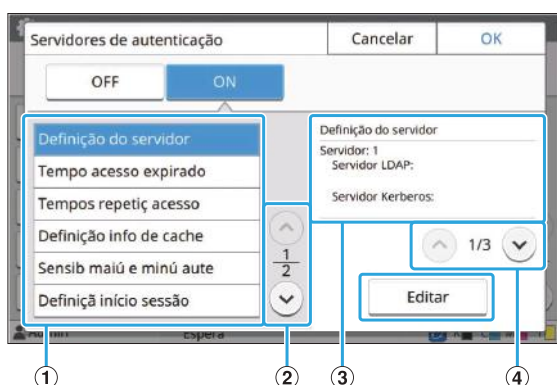 Servidores de autenticação
Cancelar
OK
OFF
ON
Definição do servidor
Tempo acesso expirado
Tempos repetiç acesso
Definição info de cache
Sensib maiú e minú aute
Definiçã início sessão
1
2
Definição do servidor
Servidor: 1
Servidor LDAP:
Servidor Kerberos:
1/3
Editar
Admin
Espera
1
2
3
4